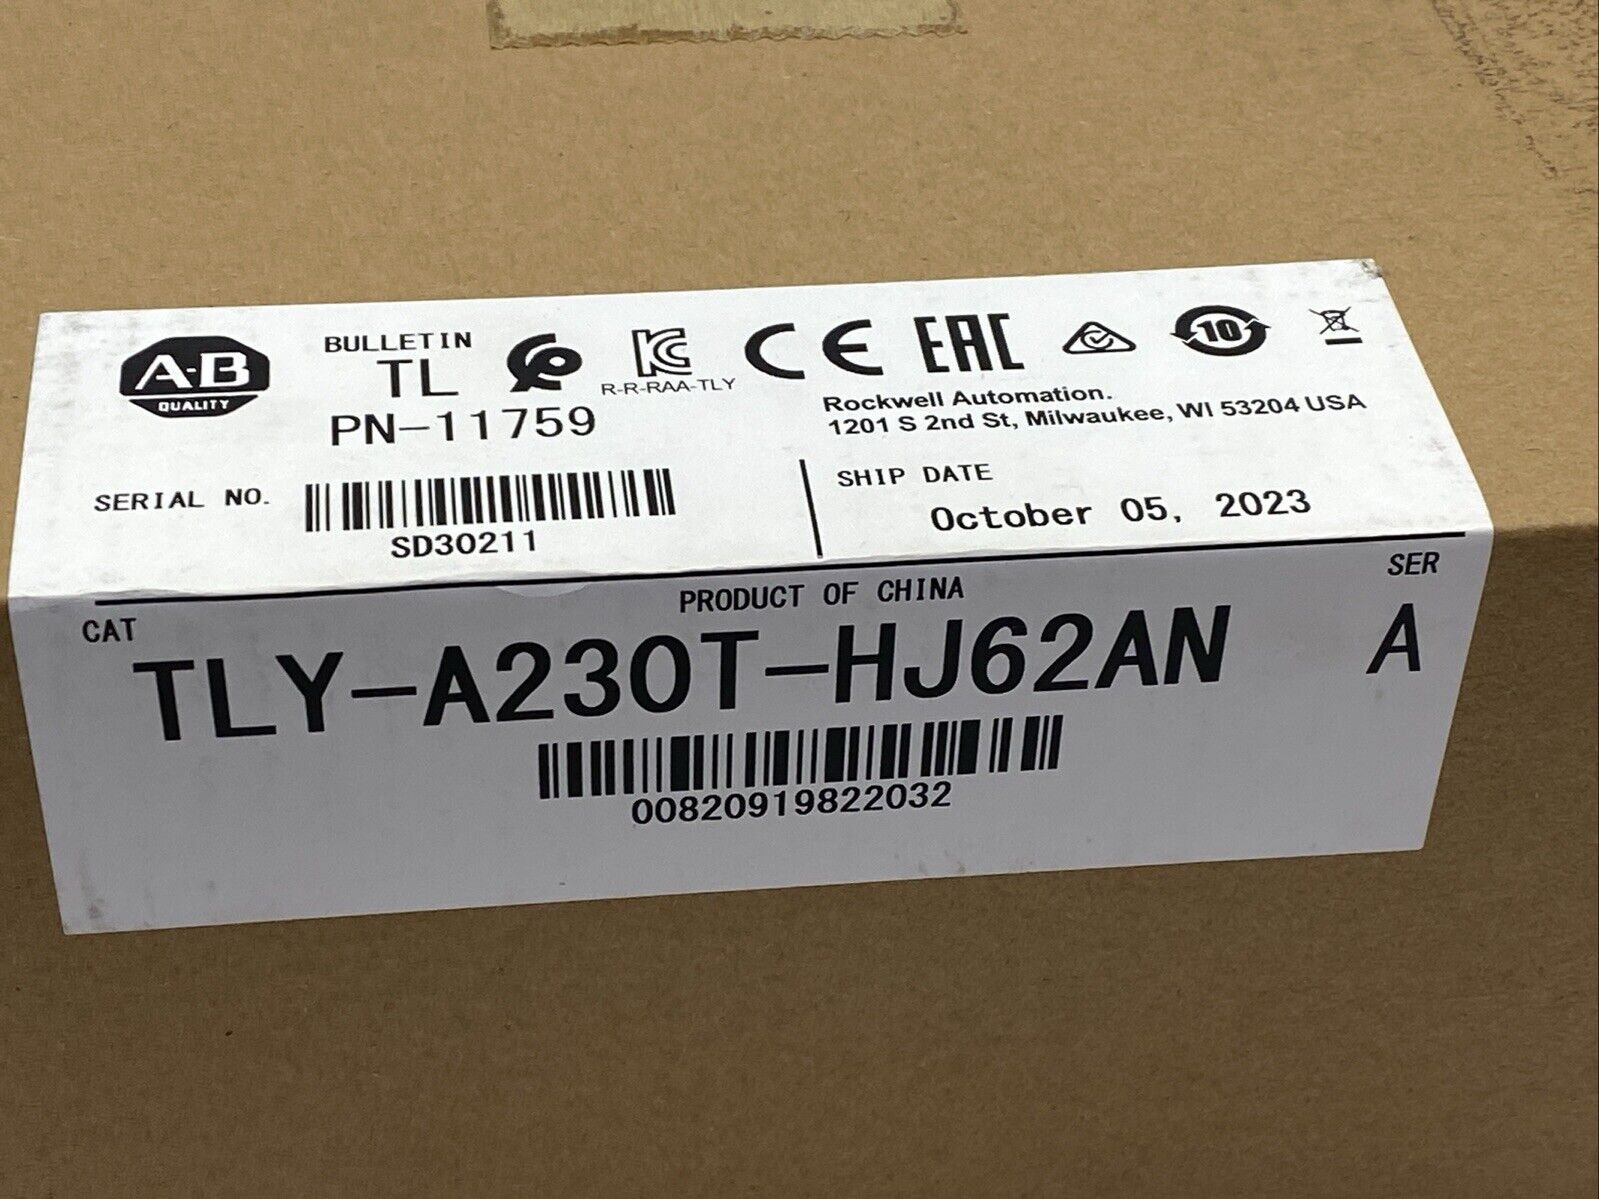 A-B
QUALITY
BULLETIN
TL
PN-11759
R-R-RAA-TLY
CE EAC
10
Rockwell Automation.
1201 S 2nd St, Milwaukee, WI 53204 USA
SERIAL NO.
SD30211
SHIP DATE
October 05, 2023
PRODUCT OF CHINA
SER
CAT
TLY-A230T-HJ62AN
A
00820919822032